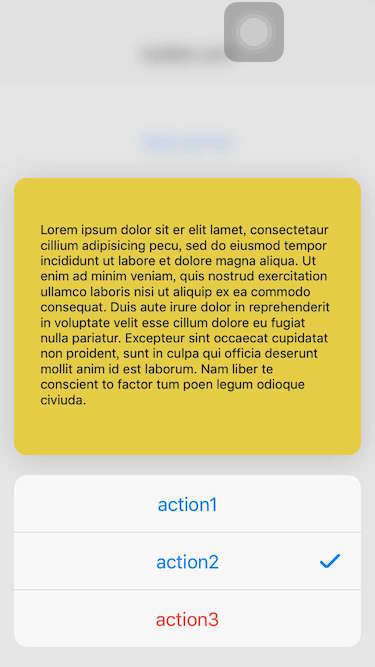 Lorem ipsum dolor sit er elit lamet, consectetaur
cillium adipisicing pecu, sed do eiusmod tempor
incididunt ut labore et dolore magna aliqua. Ut
enim ad minim veniam, quis nostrud exercitation
ullamco laboris nisi ut aliquip ex ea commodo
consequat. Duis aute irure dolor in reprehenderit
in voluptate velit esse cillum dolore eu fugiat
nulla pariatur. Excepteur sint occaecat cupidatat
non proident, sunt in culpa qui officia deserunt
mollit anim id est laborum. Nam liber te
conscient to factor tum poen legum odioque
civiuda.
action1
action2
action3